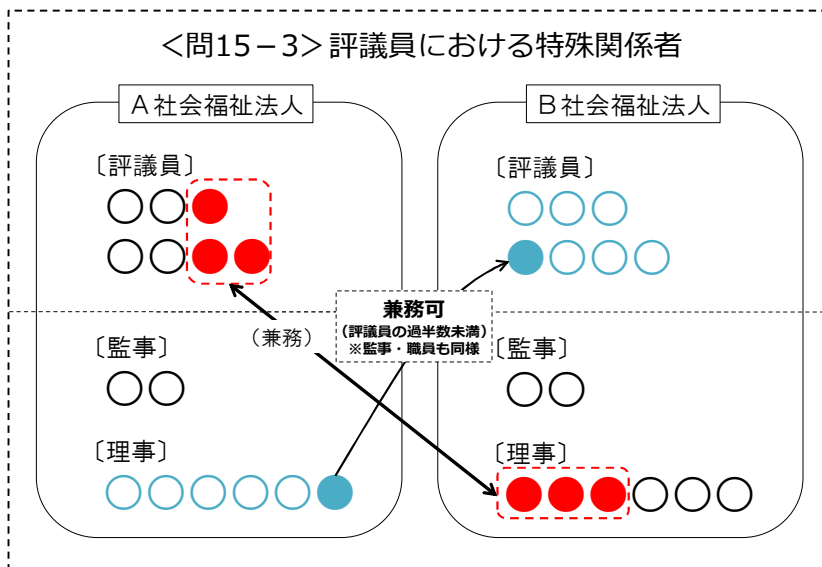 <問15－3>評議員における特殊関係者
Ａ社会福祉法人
Ｂ社会福祉法人
〔評議員〕
〔評議員〕
兼務可
（評議員の過半数未満）
※監事・職員も同様
（兼務）
〔監事〕
〔監事〕
〔理事〕
〔理事〕